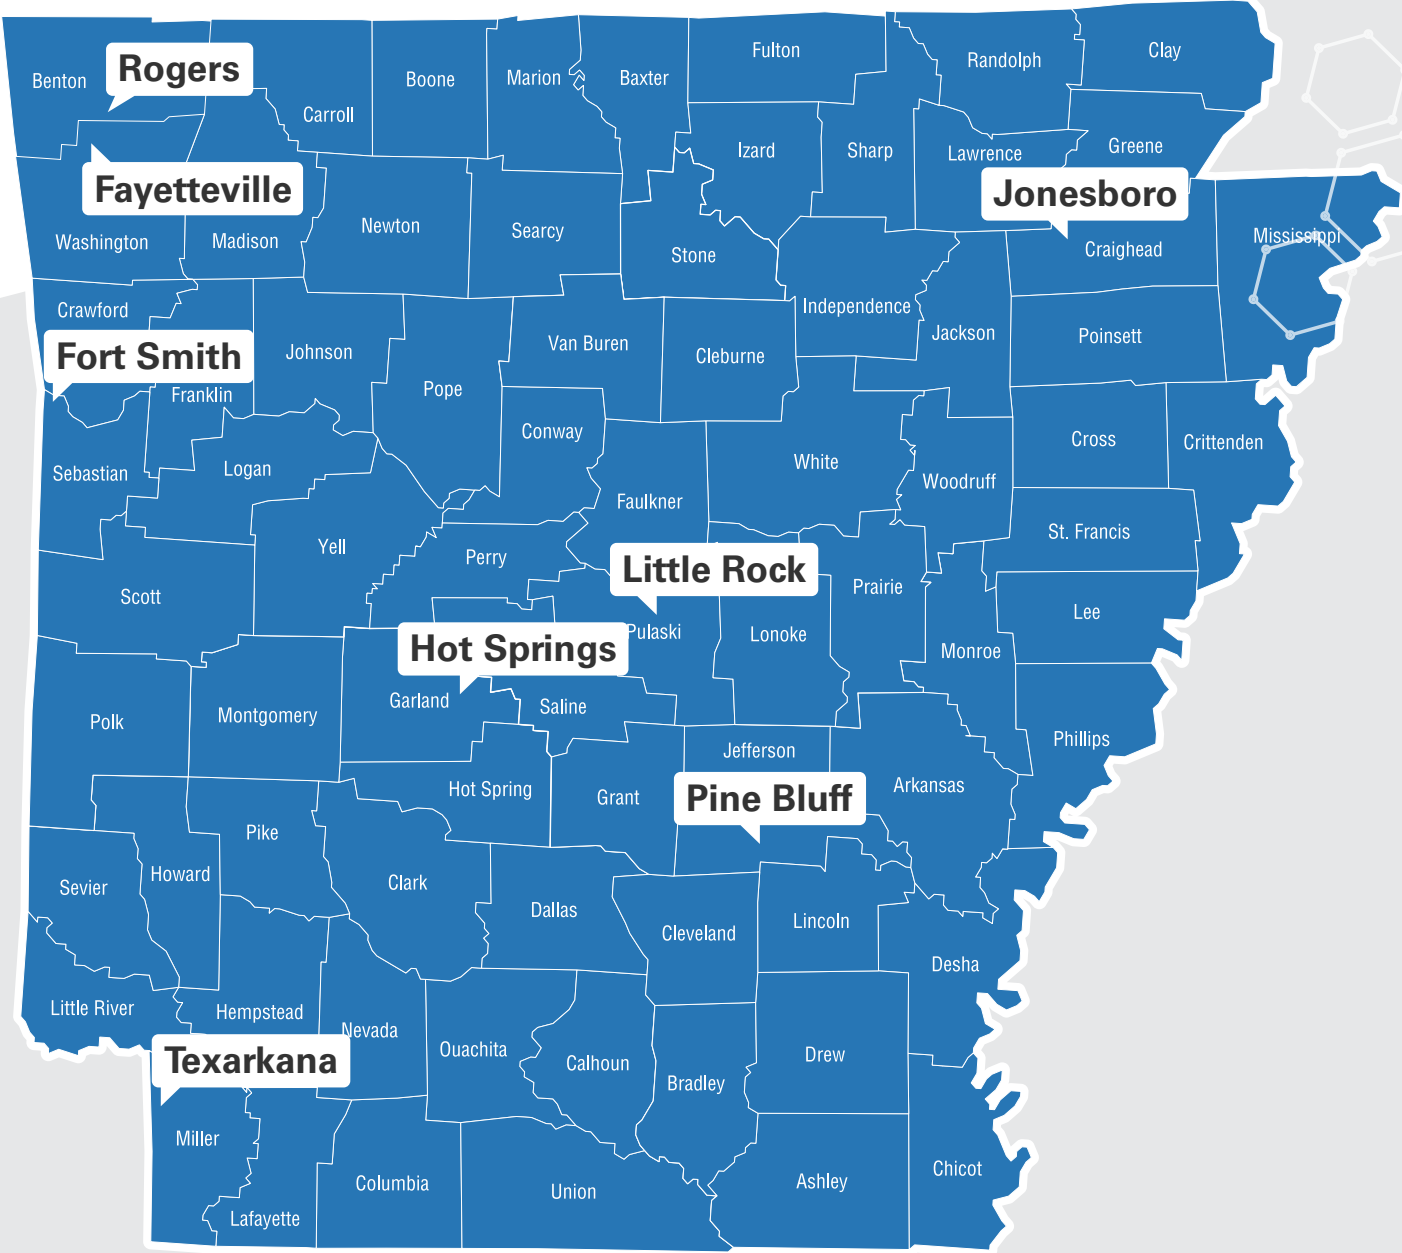 Fulton
Clay
Randolph
Rogers
Benton
Boone
Marion
Baxter
Carroll
Izard
Sharp
Lawrence
Greene
Fayetteville
Jonesboro
Washington
Madison
Newton
Searcy
Stone
Craighead
Mississippi
Crawford
Independence
Fort Smith
Johnson
Van Buren
Cleburne
Jackson
Poinsett
Franklin
Pope
Conway
Cross
Crittenden
Sebastian
Logan
White
Woodruff
Faulkner
St. Francis
Yell
Perry
Little Rock
Prairie
Scott
Lee
Pulaski
Lonoke
Hot Springs
Monroe
Garland
Saline
Polk
Montgomery
Phillips
Jefferson
Hot Spring
Grant
Pine Bluff
Arkansas
Pike
Howard
Sevier
Clark
Dallas
Cleveland
Lincoln
Desha
Little River
Hempstead
Nevada
Ouachita
Calhoun
Drew
Texarkana
Bradley
Miller
Columbia
Union
Ashley
Chicot
Lafayette